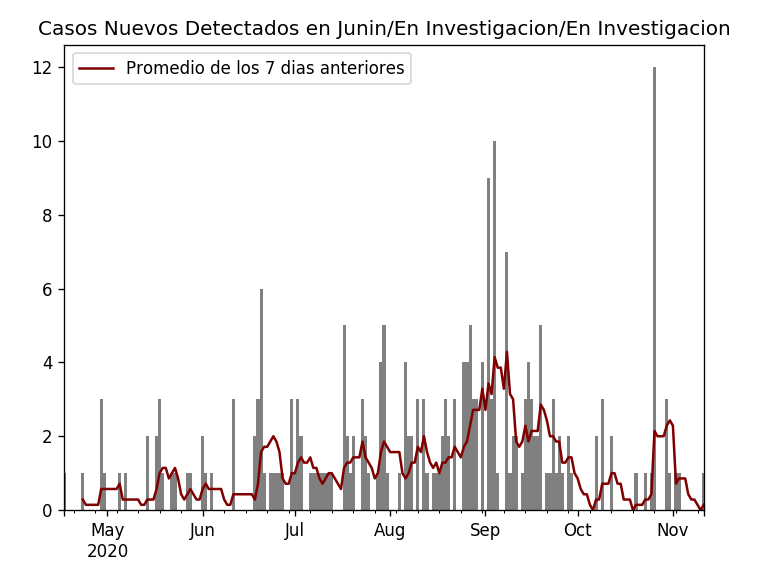 Casos Nuevos Detectados en Junin/En Investigacion/En Investigacion
Promedio de los 7 dias anteriores
12
10
8
6
4
2
0
May Jun Jul Aug Sep Oct Nov
2020